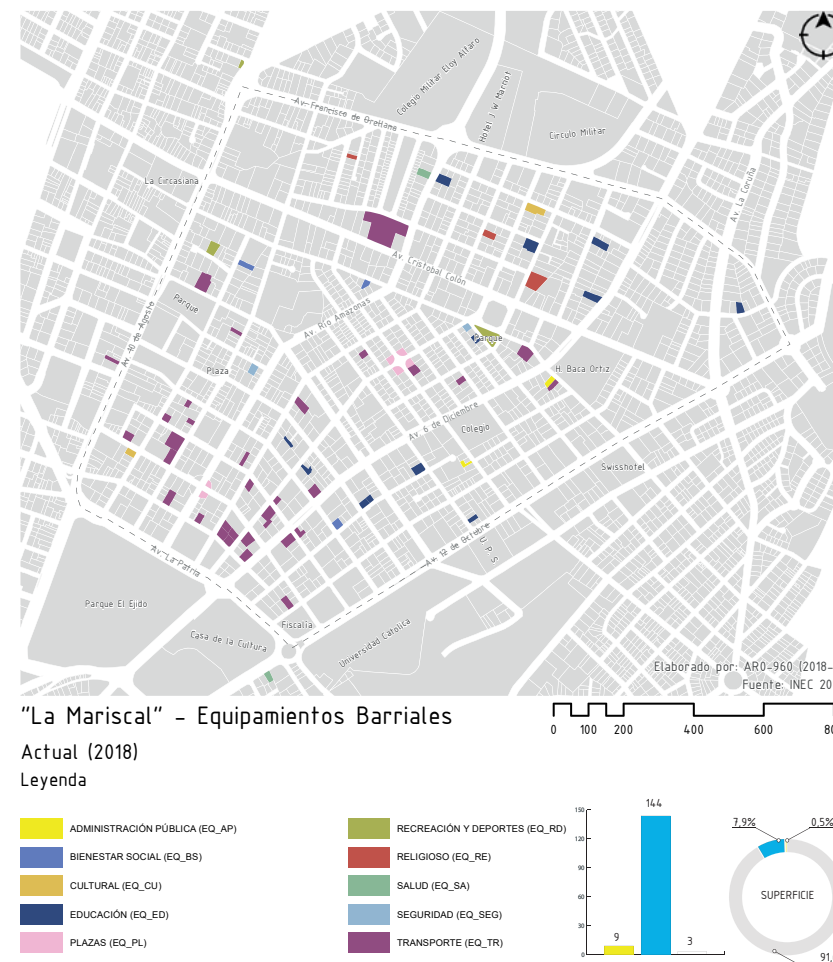 Colegio Militar Eloy Alfaro
Hotel J.W. Marriot
Av. Francisco de Orellana
Circulo Militar
La Circasiana
Av. La Coruña
Av. Cristobal Colón
Parque
Av. Río Amazonas
Av. 10 de Agosto
Parque
Plaza
H. Baca Ortiz
Av. 6 de Diciembre
Colegio
Swisshotel
Av. 12 de Octubre
U.P.S
Av. La Patria
Parque El Ejido
Fiscalía
Casa de la Cultura
Universidad Catolica
Elaborado por: AR0-960 (2018-
Fuente: INEC 20
"La Mariscal" - Equipamientos Barriales
0 100 200 400 600 80
Actual (2018)
Leyenda
ADMINISTRACIÓN PÚBLICA (EQ_AP)
BIENESTAR SOCIAL (EQ_BS)
CULTURAL (EQ_CU)
EDUCACIÓN (EQ_ED)
PLAZAS (EQ_PL)
RECREACIÓN Y DEPORTES (EQ_RD)
RELIGIOSO (EQ_RE)
SALUD (EQ_SA)
SEGURIDAD (EQ_SEG)
TRANSPORTE (EQ_TR)
150
120
90
60
30
0
9
144
3
7,9%
0,5%
SUPERFICIE
91,